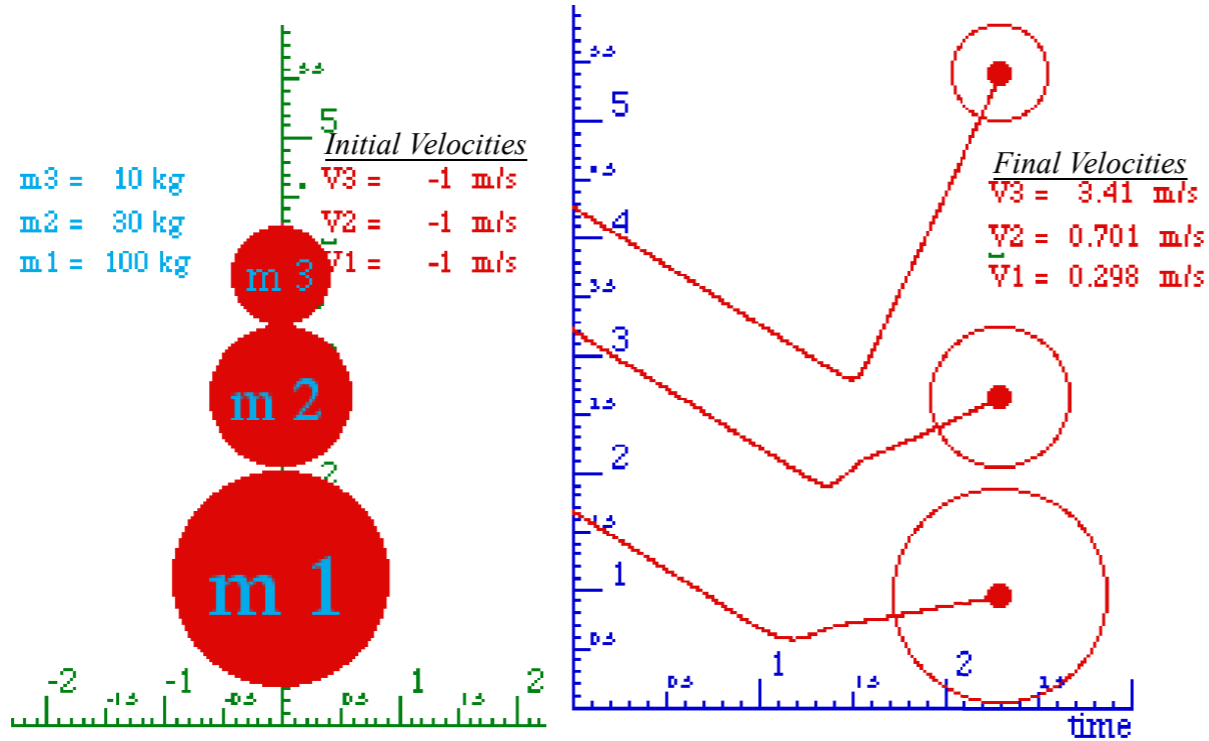 5
Initial Velocities
m3 = 10 kg
V3 = -1 m/s
m2 = 30 kg
V2 = -1 m/s
m1 = 100 kg
V1 = -1 m/s
m 3
m 2
2
m 1
-2
-1
1
2
5
4
3
2
1
Final Velocities
V3 = 3.41 m/s
V2 = 0.701 m/s
V1 = 0.298 m/s
1
2
time